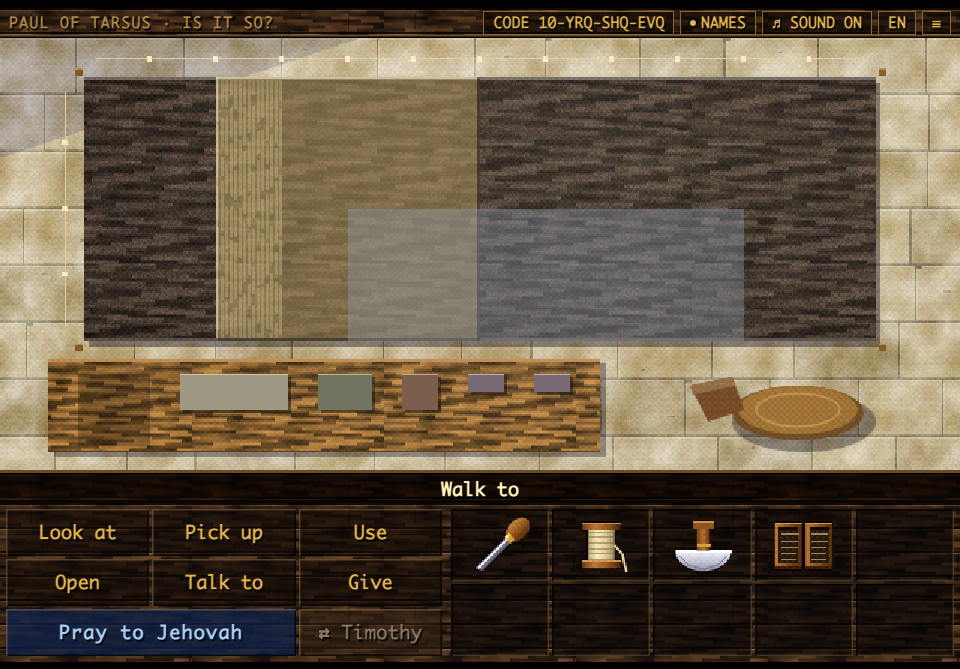 PAUL OF TARSUS · IS IT SO?
CODE 10-YRQ-SHQ-EVQ
• NAMES
♬ SOUND ON
EN
≡
Walk to
Look at
Pick up
Use
Open
Talk to
Give
Pray to Jehovah
⇄ Timothy